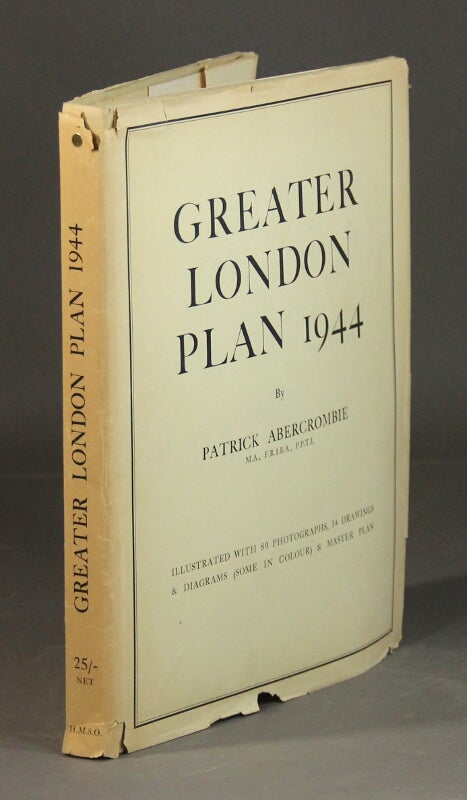 GREATER
LONDON
PLAN 1944
By
PATRICK ABERCROMBIE
M.A., F.R.I.B.A., P.P.T.I.
ILLUSTRATED WITH 89 PHOTOGRAPHS, 54 DRAWINGS
& DIAGRAMS (SOME IN COLOUR) & MASTER PLAN
GREATER LONDON PLAN 1944
25/-
NET
H.M.S.O.